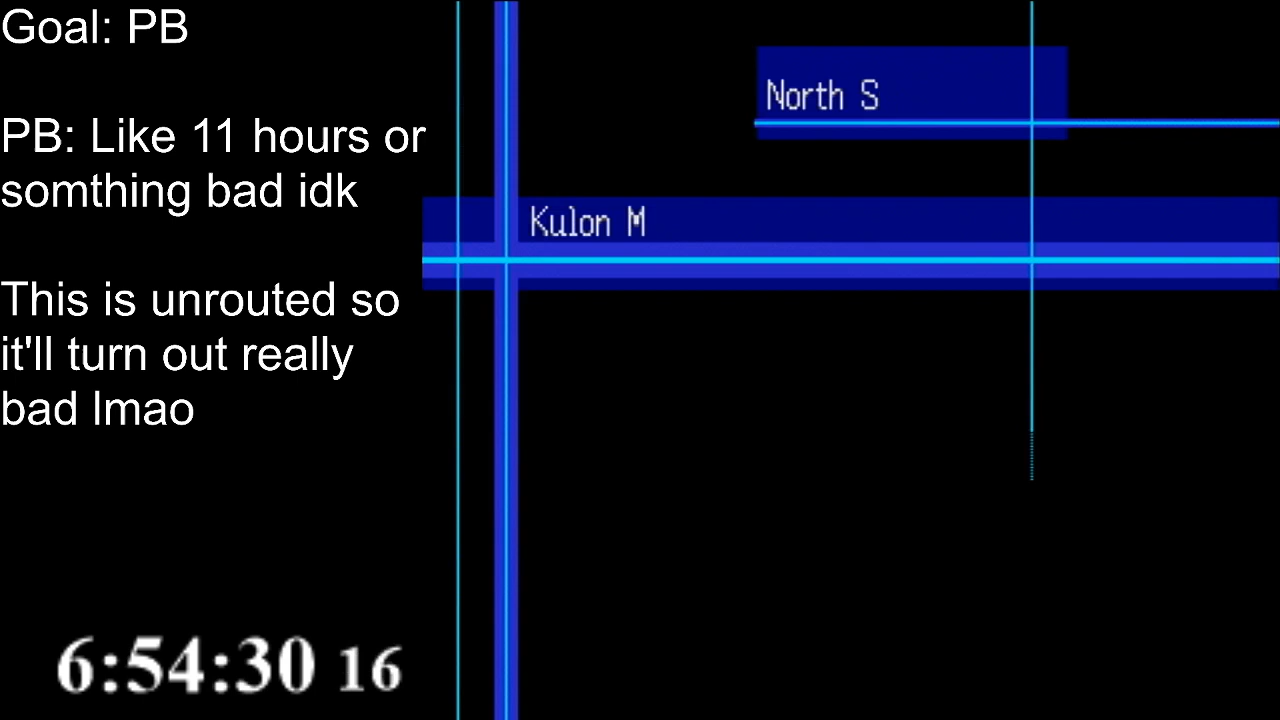 Goal: PB
PB: Like 11 hours or
somthing bad idk
This is unrouted so
it'll turn out really
bad lmao
North S
Kulon M
6:54:30 16